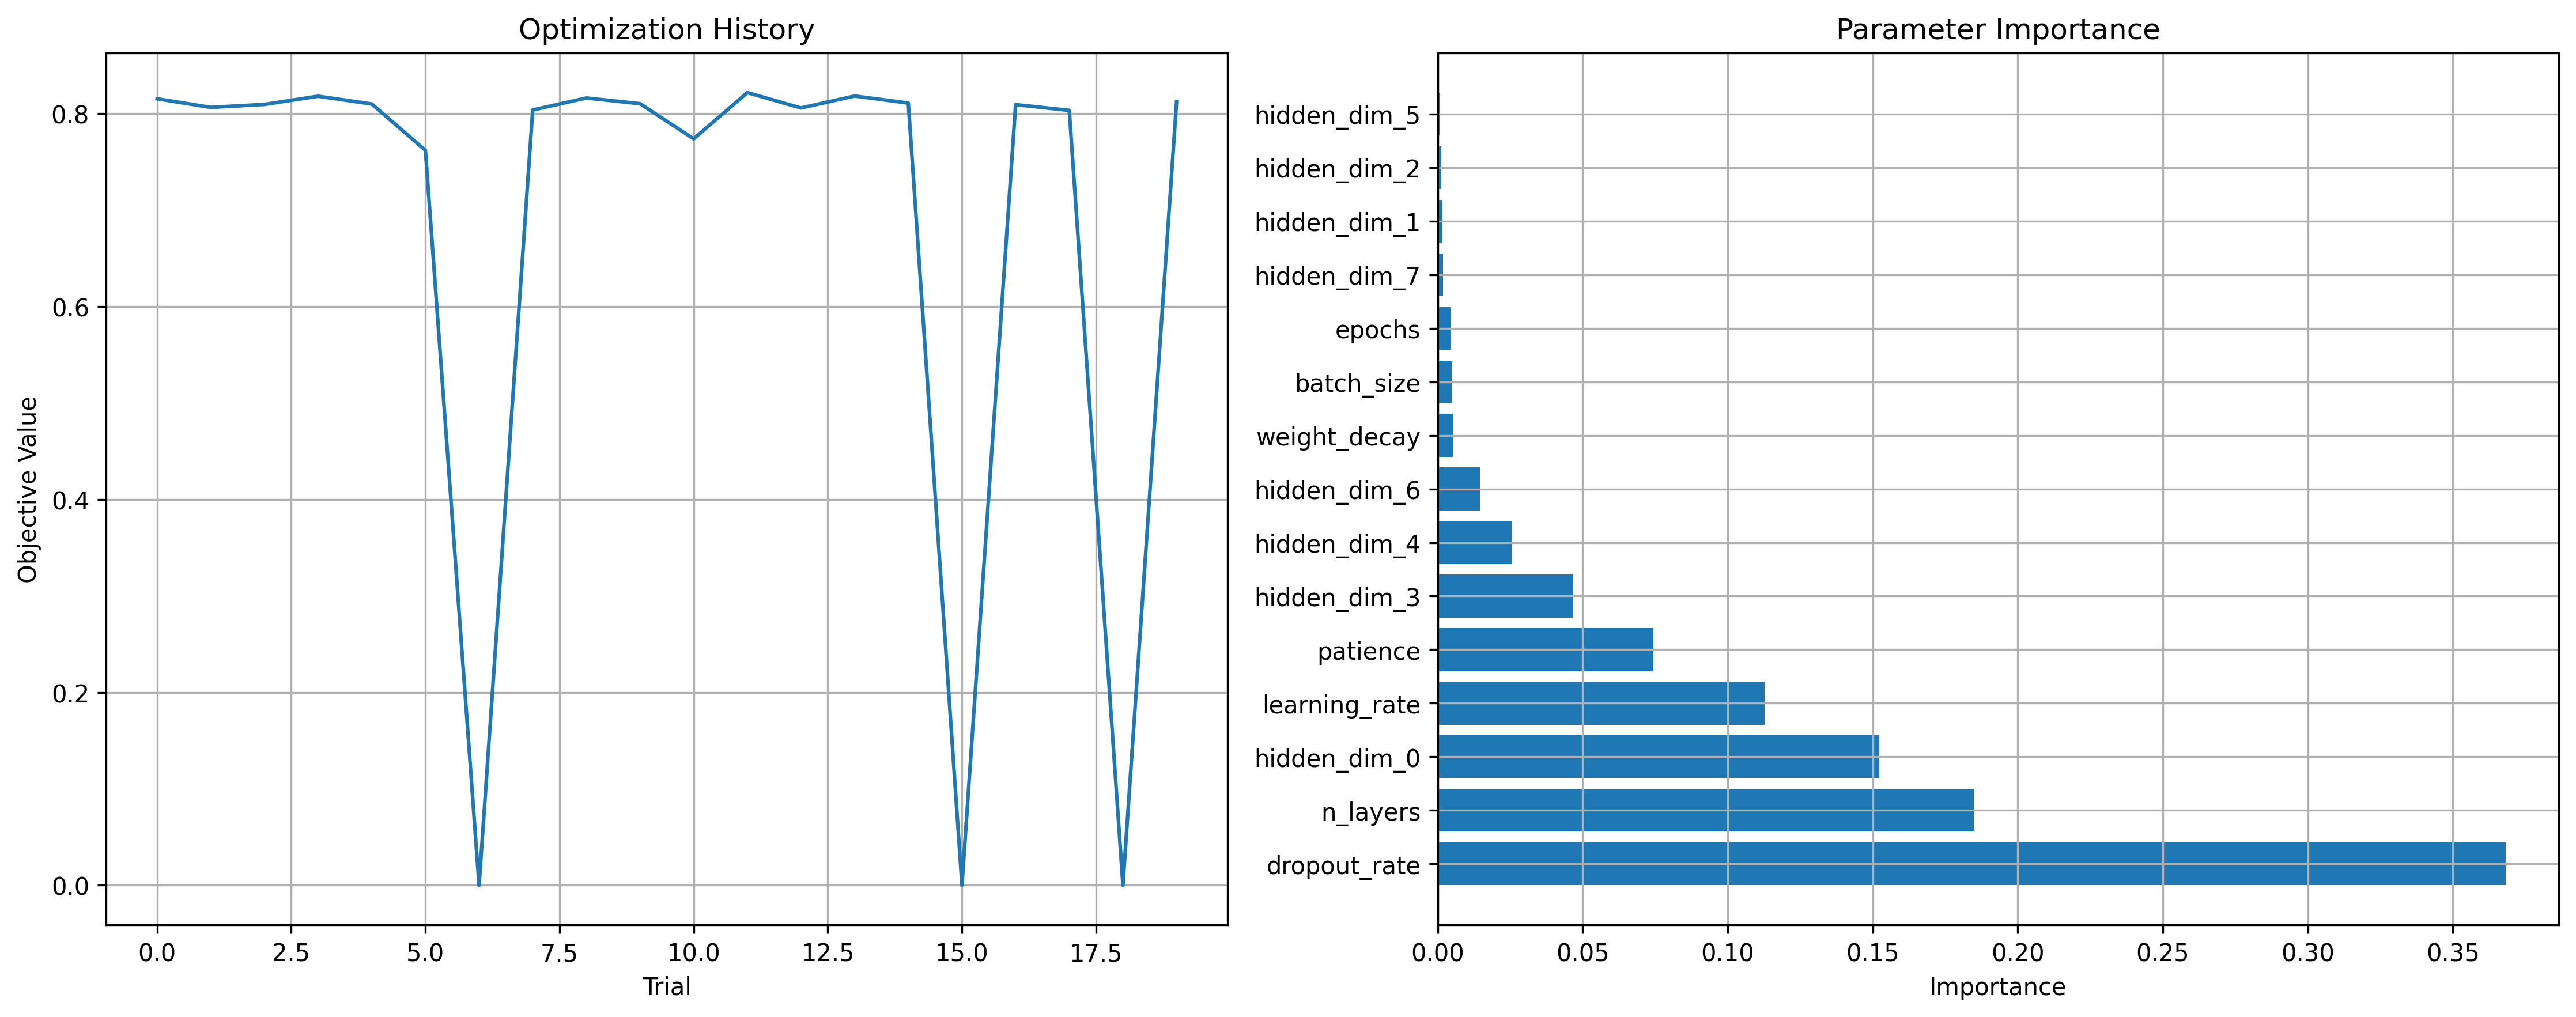 Optimization History
Objective Value
0.8
0.6
0.4
0.2
0.0
0.0 2.5 5.0 7.5 10.0 12.5 15.0 17.5
Trial
Parameter Importance
hidden_dim_5
hidden_dim_2
hidden_dim_1
hidden_dim_7
epochs
batch_size
weight_decay
hidden_dim_6
hidden_dim_4
hidden_dim_3
patience
learning_rate
hidden_dim_0
n_layers
dropout_rate
0.00 0.05 0.10 0.15 0.20 0.25 0.30 0.35
Importance